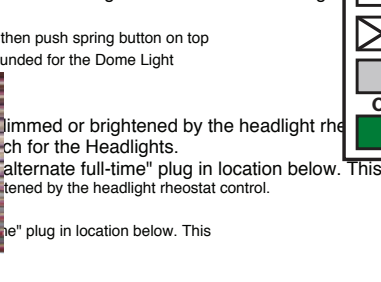 then push spring button on top
unded for the Dome Light
C
immed or brightened by the headlight rhe
ch for the Headlights.
alternate full-time" plug in location below. This
tened by the headlight rheostat control.
e" plug in location below. This